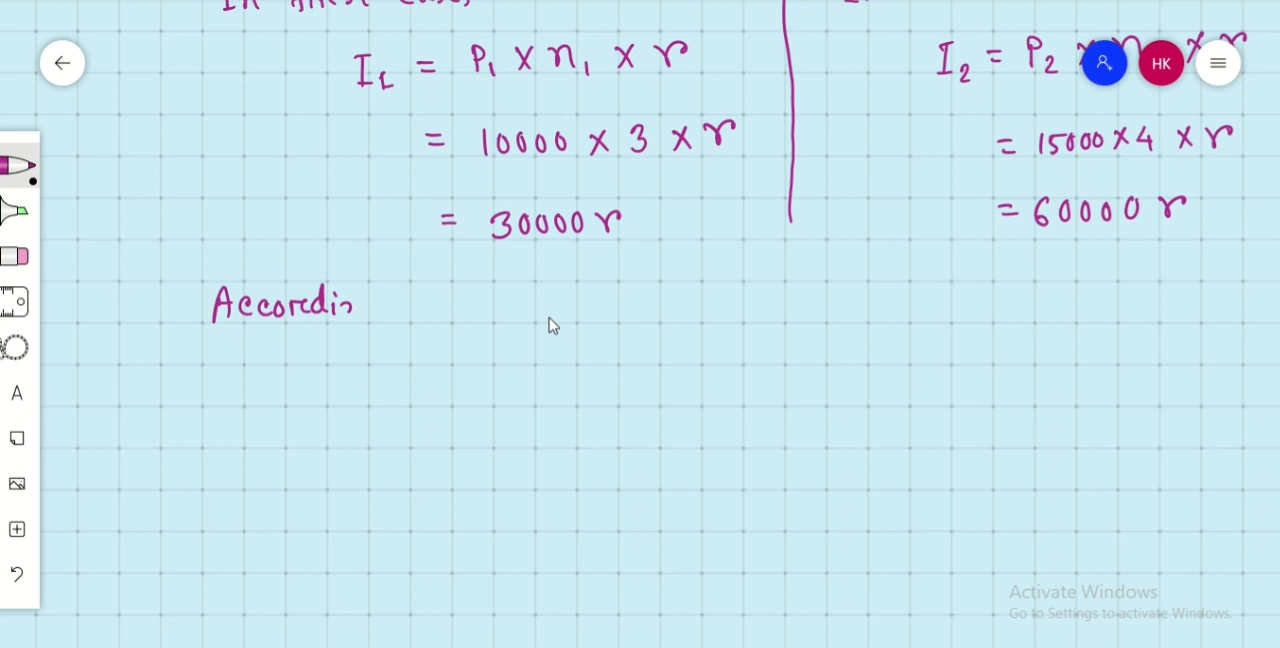 I₁ = P₁ × n₁ × r
= 10000 × 3 × r
= 30000 r
I₂ = P₂ × r
= 15000 × 4 × r
= 60000 r
Accordin
HK
A
Activate Windows
Go to Settings to activate Windows.